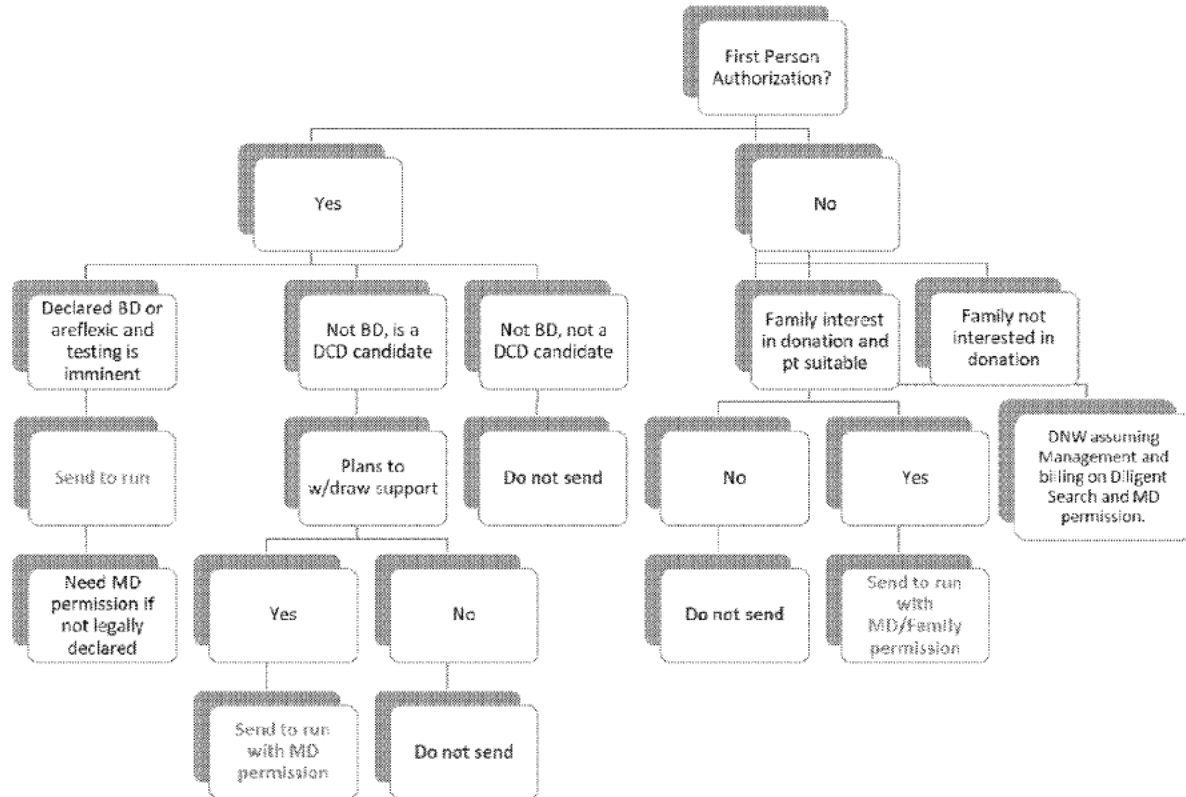 First Person
Authorization?
Yes
No
Declared BD or
areflexic and
testing is
imminent
Not BD, is a
DCD candidate
Not BD, not a
DCD candidate
Family interest
in donation and
pt suitable
Family not
interested in
donation
Send to run
Plans to
w/draw support
Do not send
No
Yes
DNW assuming
Management and
billing on Diligent
Search and MD
permission.
Need MD
permission if
not legally
declared
Yes
No
Do not send
Send to run
with
MD/Family
permission
Send to run
with MD
permission
Do not send